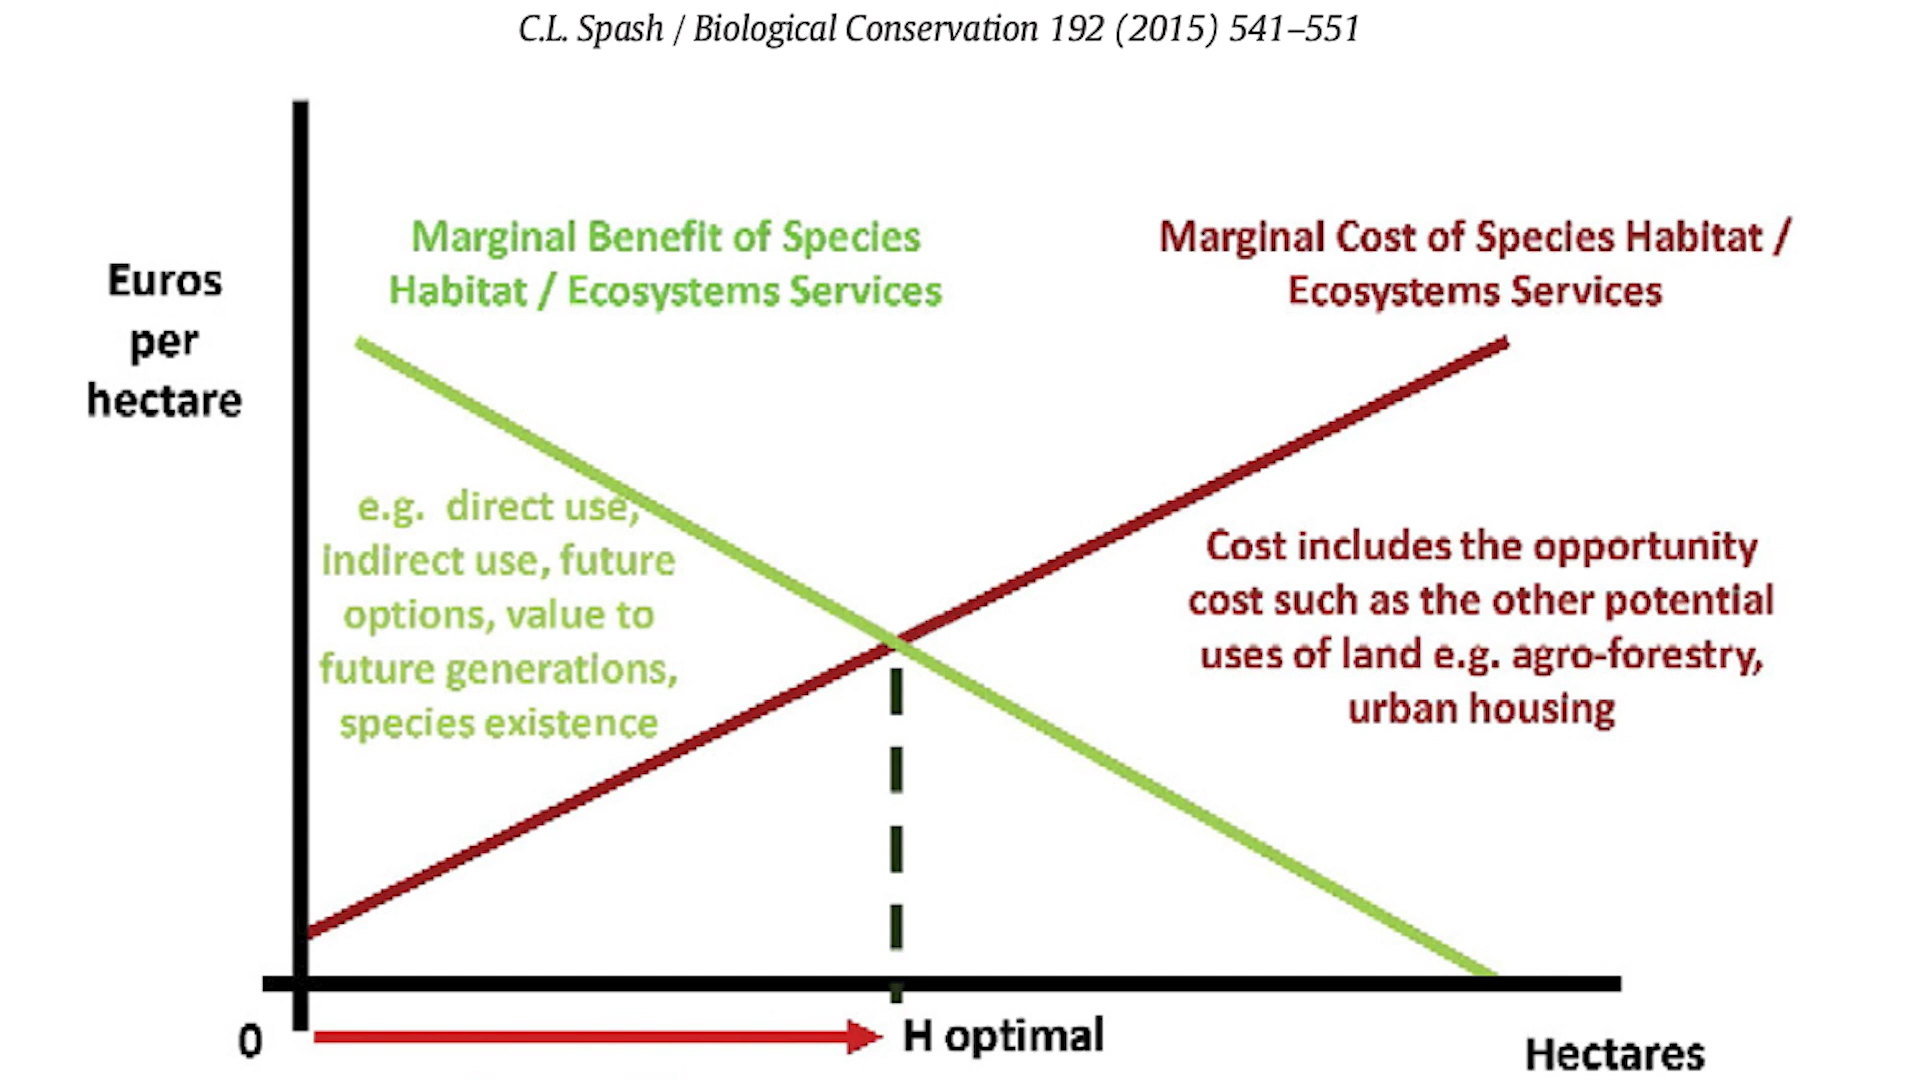 C.L. Spash / Biological Conservation 192 (2015) 541–551
Marginal Benefit of Species
Habitat / Ecosystems Services
Marginal Cost of Species Habitat /
Ecosystems Services
Euros
per
hectare
e.g. direct use,
indirect use, future
options, value to
future generations,
species existence
Cost includes the opportunity
cost such as the other potential
uses of land e.g. agro-forestry,
urban housing
0
H optimal
Hectares